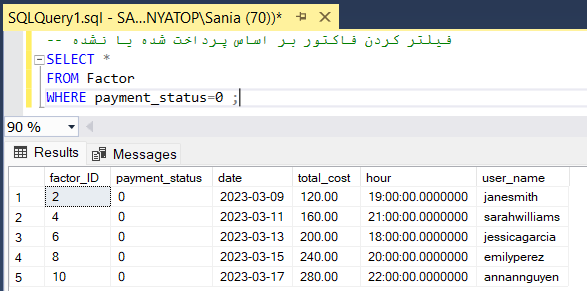 SQLQuery1.sql - SA...NYATOP\Sania (70))*
-- فیلتر کردن فاکتور بر اساس پرداخت شده یا نشده
SELECT *
FROM Factor
WHERE payment_status=0 ;
90 %
Results Messages
factor_ID payment_status date total_cost hour user_name
1 2 0 2023-03-09 120.00 19:00:00.0000000 janesmith
2 4 0 2023-03-11 160.00 21:00:00.0000000 sarahwilliams
3 6 0 2023-03-13 200.00 18:00:00.0000000 jessicagarcia
4 8 0 2023-03-15 240.00 20:00:00.0000000 emilyperez
5 10 0 2023-03-17 280.00 22:00:00.0000000 annannguyen